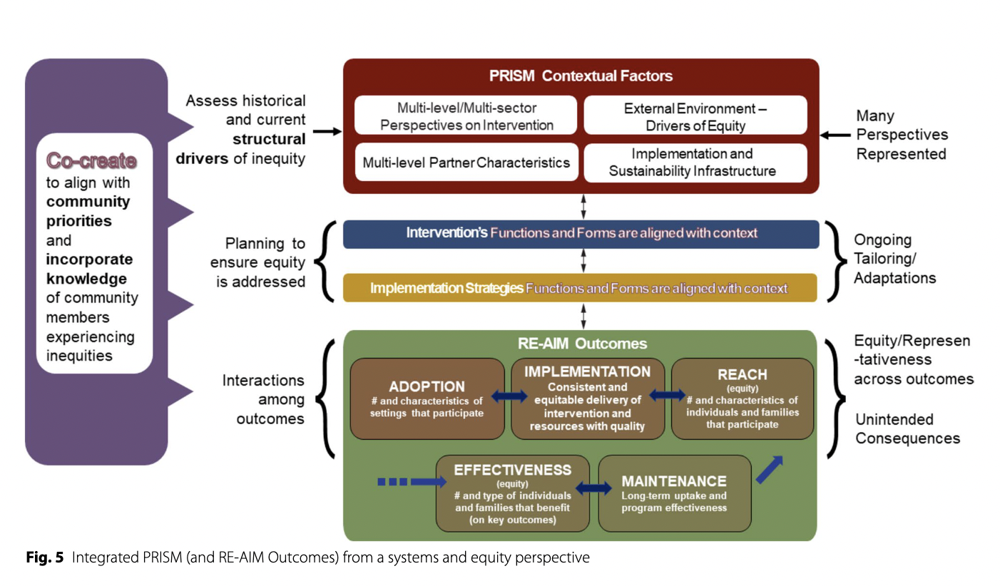 Co-create
to align with
community
priorities
and
incorporate
knowledge
of community
members
experiencing
inequities
Assess historical
and current
structural
drivers of inequity
PRISM Contextual Factors
Multi-level/Multi-sector
Perspectives on Intervention
External Environment –
Drivers of Equity
Multi-level Partner Characteristics
Implementation and
Sustainability Infrastructure
Many
Perspectives
Represented
Planning to
ensure equity
is addressed
Intervention's Functions and Forms are aligned with context
Implementation Strategies Functions and Forms are aligned with context
Ongoing
Tailoring/
Adaptations
Interactions
among
outcomes
RE-AIM Outcomes
ADOPTION
# and characteristics of
settings that participate
IMPLEMENTATION
Consistent and
equitable delivery of
intervention and
resources with quality
REACH
(equity)
# and characteristics of
individuals and families
that participate
EFFECTIVENESS
(equity)
# and type of individuals
and families that benefit
(on key outcomes)
MAINTENANCE
Long-term uptake and
program effectiveness
Equity/Represen
-tativeness
across outcomes
Unintended
Consequences
Fig. 5 Integrated PRISM (and RE-AIM Outcomes) from a systems and equity perspective